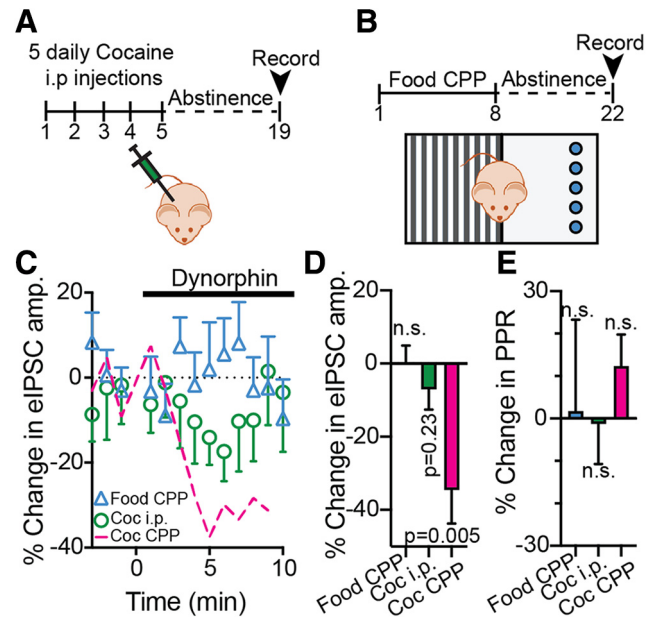 A
5 daily Cocaine
i.p injections
Record
Abstinence
1 2 3 4 5 19
B
Record
Food CPP
Abstinence
1 8 22
C
Dynorphin
% Change in eIPSC amp.
20
0
-20
-40
Food CPP
Coc i.p.
Coc CPP
0 5 10
Time (min)
D
% Change in eIPSC amp.
20
0
-20
-40
n.s.
p=0.23
p=0.005
Food CPP
Coc i.p.
Coc CPP
E
% Change in PPR
30
0
-30
n.s.
n.s.
n.s.
Food CPP
Coc i.p.
Coc CPP